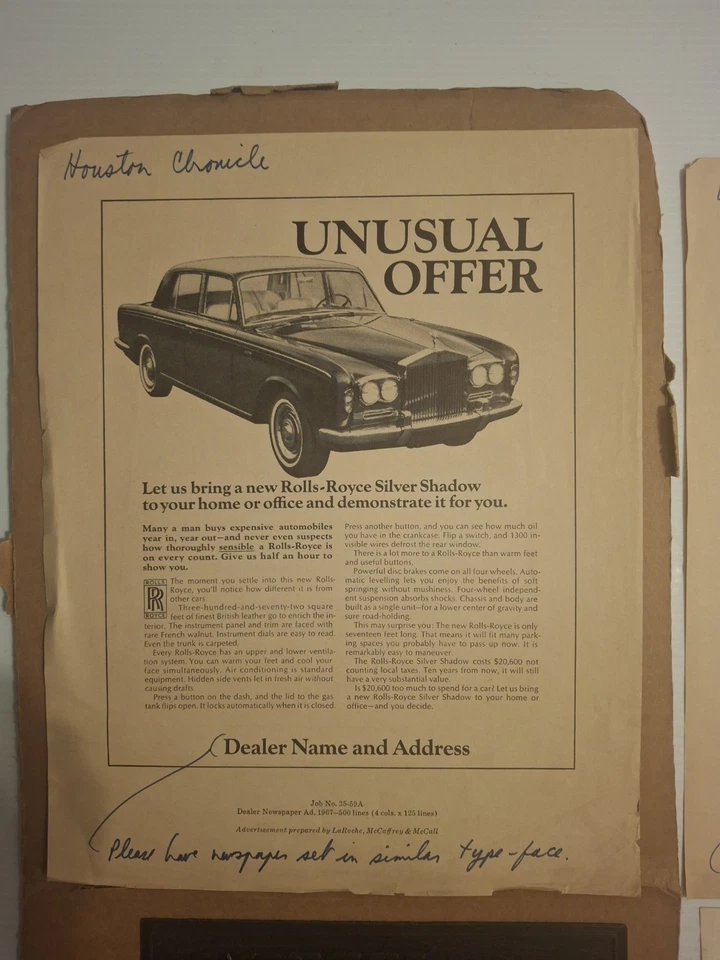 Houston Chronicle
UNUSUAL
OFFER
Let us bring a new Rolls-Royce Silver Shadow
to your home or office and demonstrate it for you.
Many a man buys expensive automobiles
year in, year out—and never even suspects
how thoroughly sensible a Rolls-Royce is
on every count. Give us half an hour to
show you.
ROLLS
RR
ROYCE
The moment you settle into this new Rolls-
Royce, you'll notice how different it is from
other cars.
Three-hundred-and-seventy-two square
feet of finest British leather go to enrich the in-
terior. The instrument panel and trim are faced with
rare French walnut. Instrument dials are easy to read.
Even the trunk is carpeted.
Every Rolls-Royce has an upper and lower ventila-
tion system. You can warm your feet and cool your
face simultaneously. Air conditioning is standard
equipment. Hidden side vents let in fresh air without
causing drafts.
Press a button on the dash, and the lid to the gas
tank flips open. It locks automatically when it is closed.
Press another button, and you can see how much oil
you have in the crankcase. Flip a switch, and 1300 in-
visible wires defrost the rear window.
There is a lot more to a Rolls-Royce than warm feet
and useful buttons.
Powerful disc brakes come on all four wheels. Auto-
matic levelling lets you enjoy the benefits of soft
springing without mushiness. Four-wheel independ-
ent suspension absorbs shocks. Chassis and body are
built as a single unit—for a lower center of gravity and
sure road-holding.
This may surprise you: The new Rolls-Royce is only
seventeen feet long. That means it will fit many park-
ing spaces you probably have to pass up now. It is
remarkably easy to maneuver.
The Rolls-Royce Silver Shadow costs $20,600 not
counting local taxes. Ten years from now, it will still
have a very substantial value.
Is $20,600 too much to spend for a car? Let us bring
a new Rolls-Royce Silver Shadow to your home or
office—and you decide.
Dealer Name and Address
Job No. 35-59A
Dealer Newspaper Ad, 1967—500 lines (4 cols. x 125 lines)
Advertisement prepared by LaRoche, McCaffrey & McCall
Please have newspaper set in similar type-face.